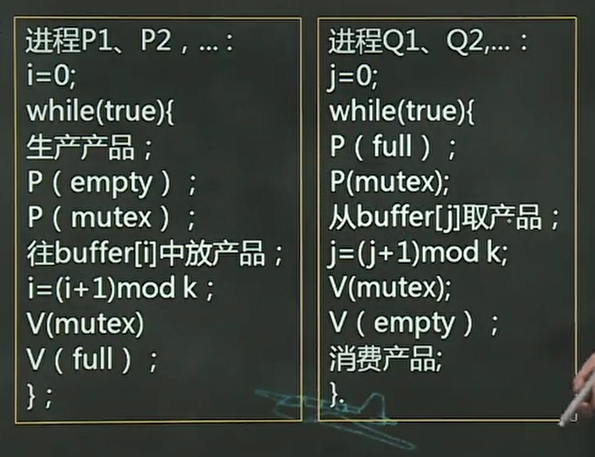 进程P1、P2，...：
i=0;
while(true){
生产产品；
P（empty）；
P（mutex）；
往buffer[i]中放产品；
i=(i+1)mod k；
V(mutex)
V（full）；
}；
进程Q1、Q2,...：
j=0;
while(true){
P（full）；
P(mutex);
从buffer[j]取产品；
j=(j+1)mod k;
V(mutex);
V（empty）；
消费产品;
}.